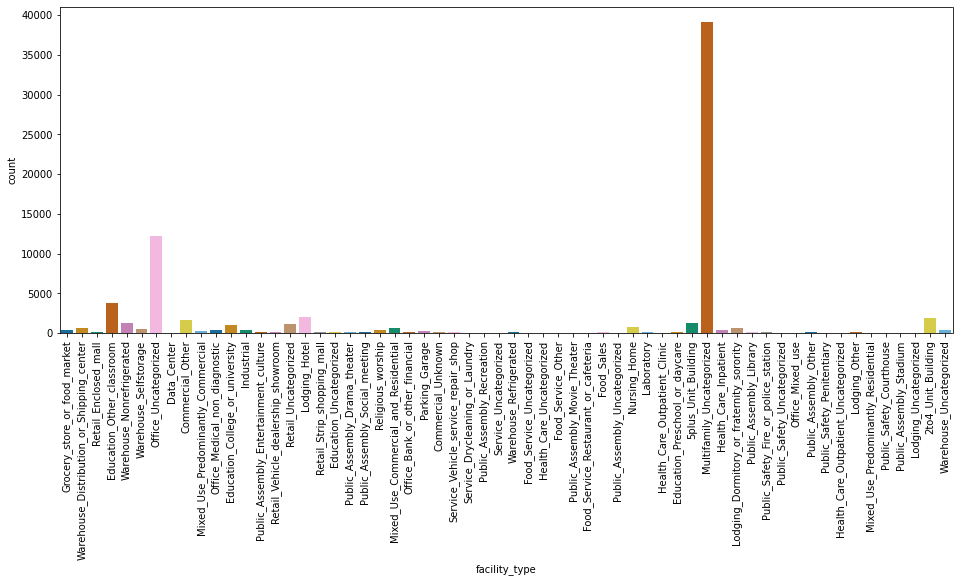 40000
35000
30000
25000
20000
15000
10000
5000
0
count
Grocery_store_or_food_market
Warehouse_Distribution_or_Shipping_center
Retail_Enclosed_mall
Education_Other_classroom
Warehouse_Nonrefrigerated
Warehouse_Selfstorage
Office_Uncategorized
Data_Center
Commercial_Other
Mixed_Use_Predominantly_Commercial
Office_Medical_non_diagnostic
Education_College_or_university
Industrial
Public_Assembly_Entertainment_culture
Retail_Vehicle_dealership_showroom
Retail_Uncategorized
Lodging_Hotel
Retail_Strip_shopping_mall
Education_Uncategorized
Public_Assembly_Drama_theater
Public_Assembly_Social_meeting
Religious_worship
Mixed_Use_Commercial_and_Residential
Office_Bank_or_other_financial
Parking_Garage
Commercial_Unknown
Service_Vehicle_service_repair_shop
Service_Drycleaning_or_Laundry
Public_Assembly_Recreation
Service_Uncategorized
Warehouse_Refrigerated
Food_Service_Uncategorized
Health_Care_Uncategorized
Food_Service_Other
Public_Assembly_Movie_Theater
Food_Service_Restaurant_or_cafeteria
Food_Sales
Public_Assembly_Uncategorized
Nursing_Home
Laboratory
Health_Care_Outpatient_Clinic
Education_Preschool_or_daycare
5plus_Unit_Building
Multifamily_Uncategorized
Health_Care_Inpatient
Lodging_Dormitory_or_fraternity_sorority
Public_Assembly_Library
Public_Safety_Fire_or_police_station
Public_Safety_Uncategorized
Office_Mixed_use
Public_Assembly_Other
Public_Safety_Penitentiary
Health_Care_Outpatient_Uncategorized
Lodging_Other
Mixed_Use_Predominantly_Residential
Public_Safety_Courthouse
Public_Assembly_Stadium
Lodging_Uncategorized
2to4_Unit_Building
Warehouse_Uncategorized
facility_type